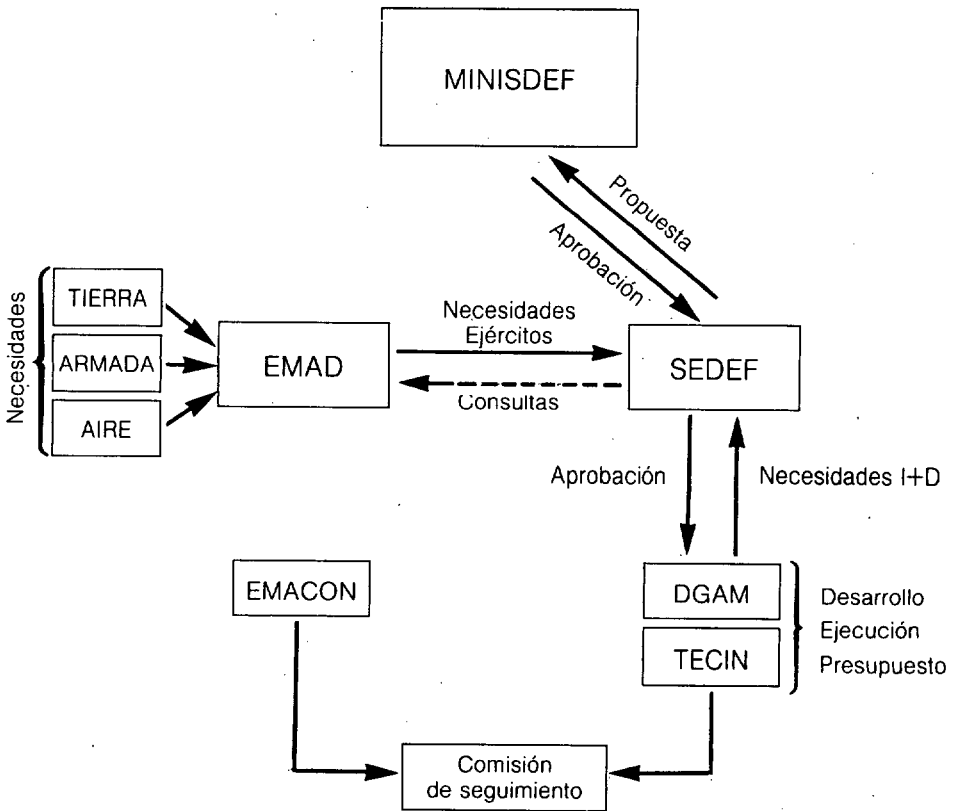 MINISDEF
Propuesta
Aprobación
Necesidades
TIERRA
ARMADA
AIRE
EMAD
Necesidades
Ejércitos
Consultas
SEDEF
Aprobación
Necesidades I+D
EMACON
DGAM
TECIN
Desarrollo
Ejecución
Presupuesto
Comisión
de seguimiento